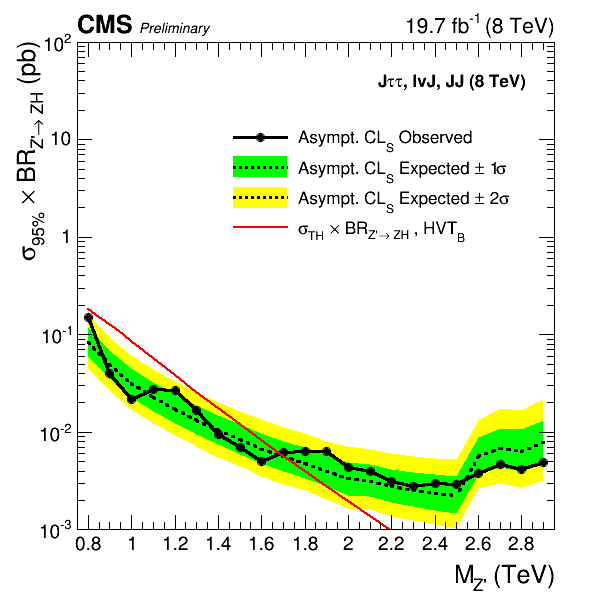 CMS Preliminary 19.7 fb⁻¹ (8 TeV)
σ95% × BRZ'→ ZH (pb)
10²
10
1
10⁻¹
10⁻²
10⁻³
Jττ, lνJ, JJ (8 TeV)
Asympt. CLS Observed
Asympt. CLS Expected ± 1σ
Asympt. CLS Expected ± 2σ
σTH × BRZ'→ ZH , HVTB
0.8 1 1.2 1.4 1.6 1.8 2 2.2 2.4 2.6 2.8
MZ' (TeV)